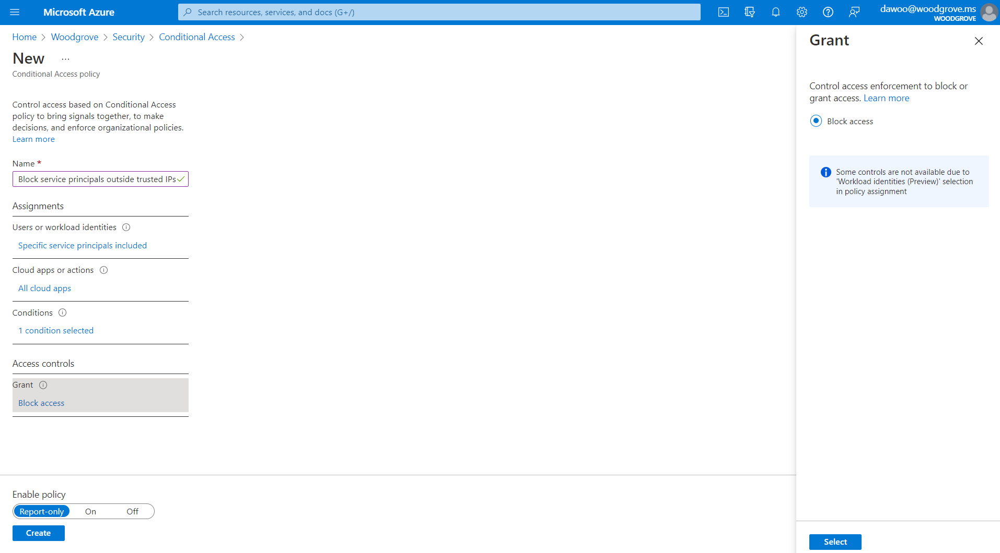 Microsoft Azure
Search resources, services, and docs (G+/)
dawoo@woodgrove.ms
WOODGROVE
Home > Woodgrove > Security > Conditional Access >
New ...
Conditional Access policy
Control access based on Conditional Access
policy to bring signals together, to make
decisions, and enforce organizational policies.
Learn more
Name *
Block service principals outside trusted IPs
Assignments
Users or workload identities
Specific service principals included
Cloud apps or actions
All cloud apps
Conditions
1 condition selected
Access controls
Grant
Block access
Enable policy
Report-only On Off
Create
Grant
Control access enforcement to block or
grant access. Learn more
Block access
Some controls are not available due to
'Workload identities (Preview)' selection
in policy assignment
Select